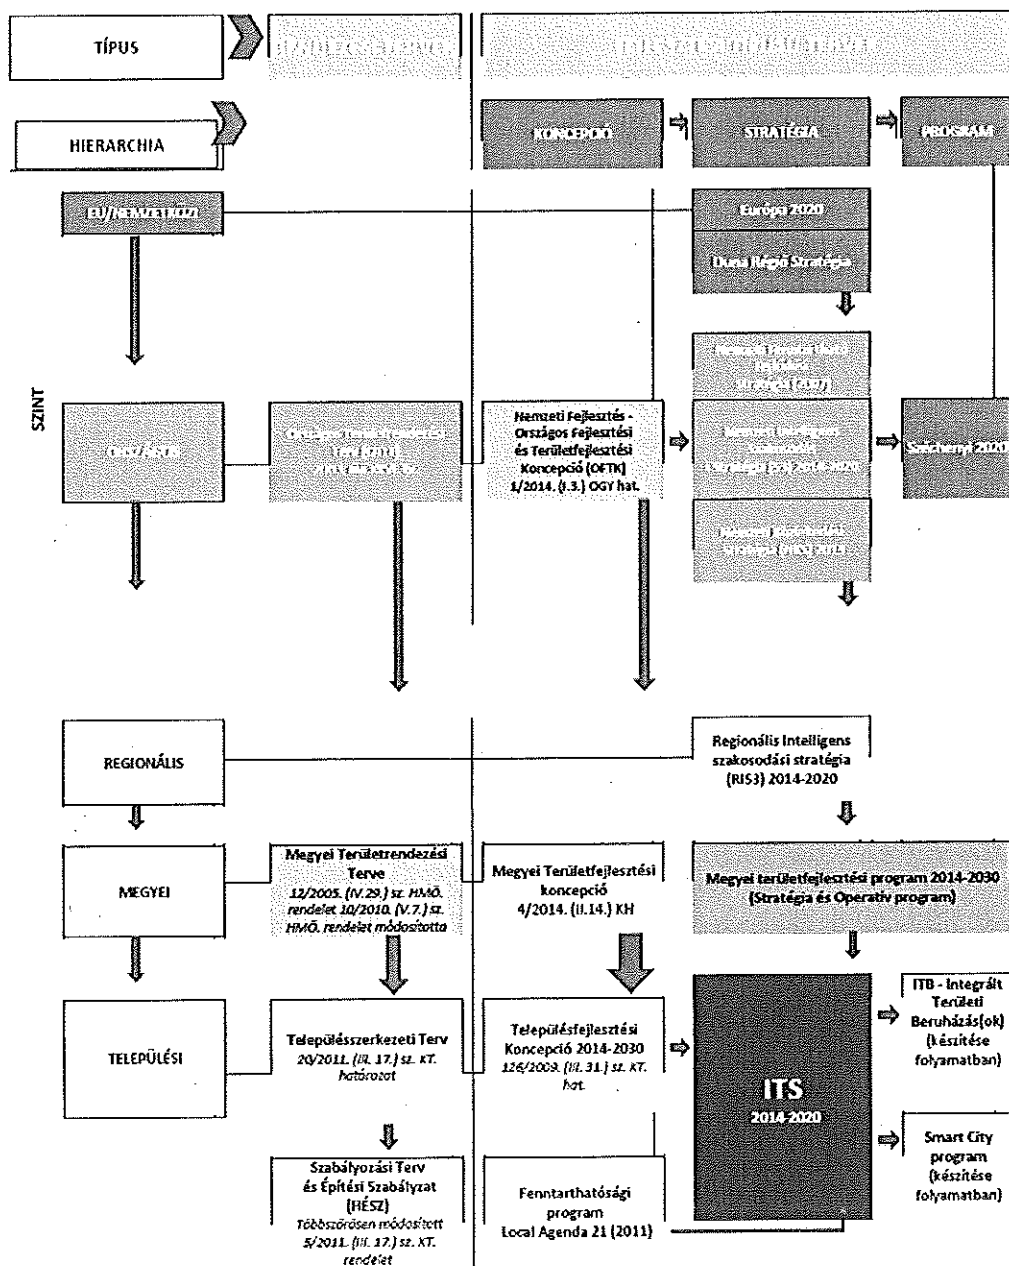 TÍPUS
HIERARCHIA
KONCEPCIÓ
STRATÉGIA
PROGRAM
EU/NEMZETKÖZI
Európa 2020
Duna Régió Stratégia
SZINT
Nemzeti Fejlesztés -
Országos Fejlesztési
és Területfejlesztési
Koncepció (OFTK)
1/2014. (I.3.) OGY hat.
Széchenyi 2020
REGIONÁLIS
Regionális Intelligens
szakosodási stratégia
(RIS3) 2014-2020
MEGYEI
Megyei Területrendezési
Terve
12/2005. (IV.29.) sz. HMÖ.
rendelet 10/2010. (V.7.) sz.
HMÖ. rendelet módosította
Megyei Területfejlesztési
koncepció
4/2014. (II.14.) KH
Megyei területfejlesztési program 2014-2030
(Stratégia és Operatív program)
TELEPÜLÉSI
Településszerkezeti Terv
20/2011. (III. 17.) sz. KT.
határozat
Településfejlesztési
Koncepció 2014-2030
126/2009. (III. 31.) sz. KT.
hat.
ITS
2014-2020
ITB - Integrált
Területi
Beruházás(ok)
(készítése
folyamatban)
Smart City
program
(készítése
folyamatban)
Szabályozási Terv
és Építési Szabályzat
(HÉSZ)
Többszörösen módosított
5/2011. (III. 17.) sz. KT.
rendelet
Fenntarthatósági
program
Local Agenda 21 (2011)